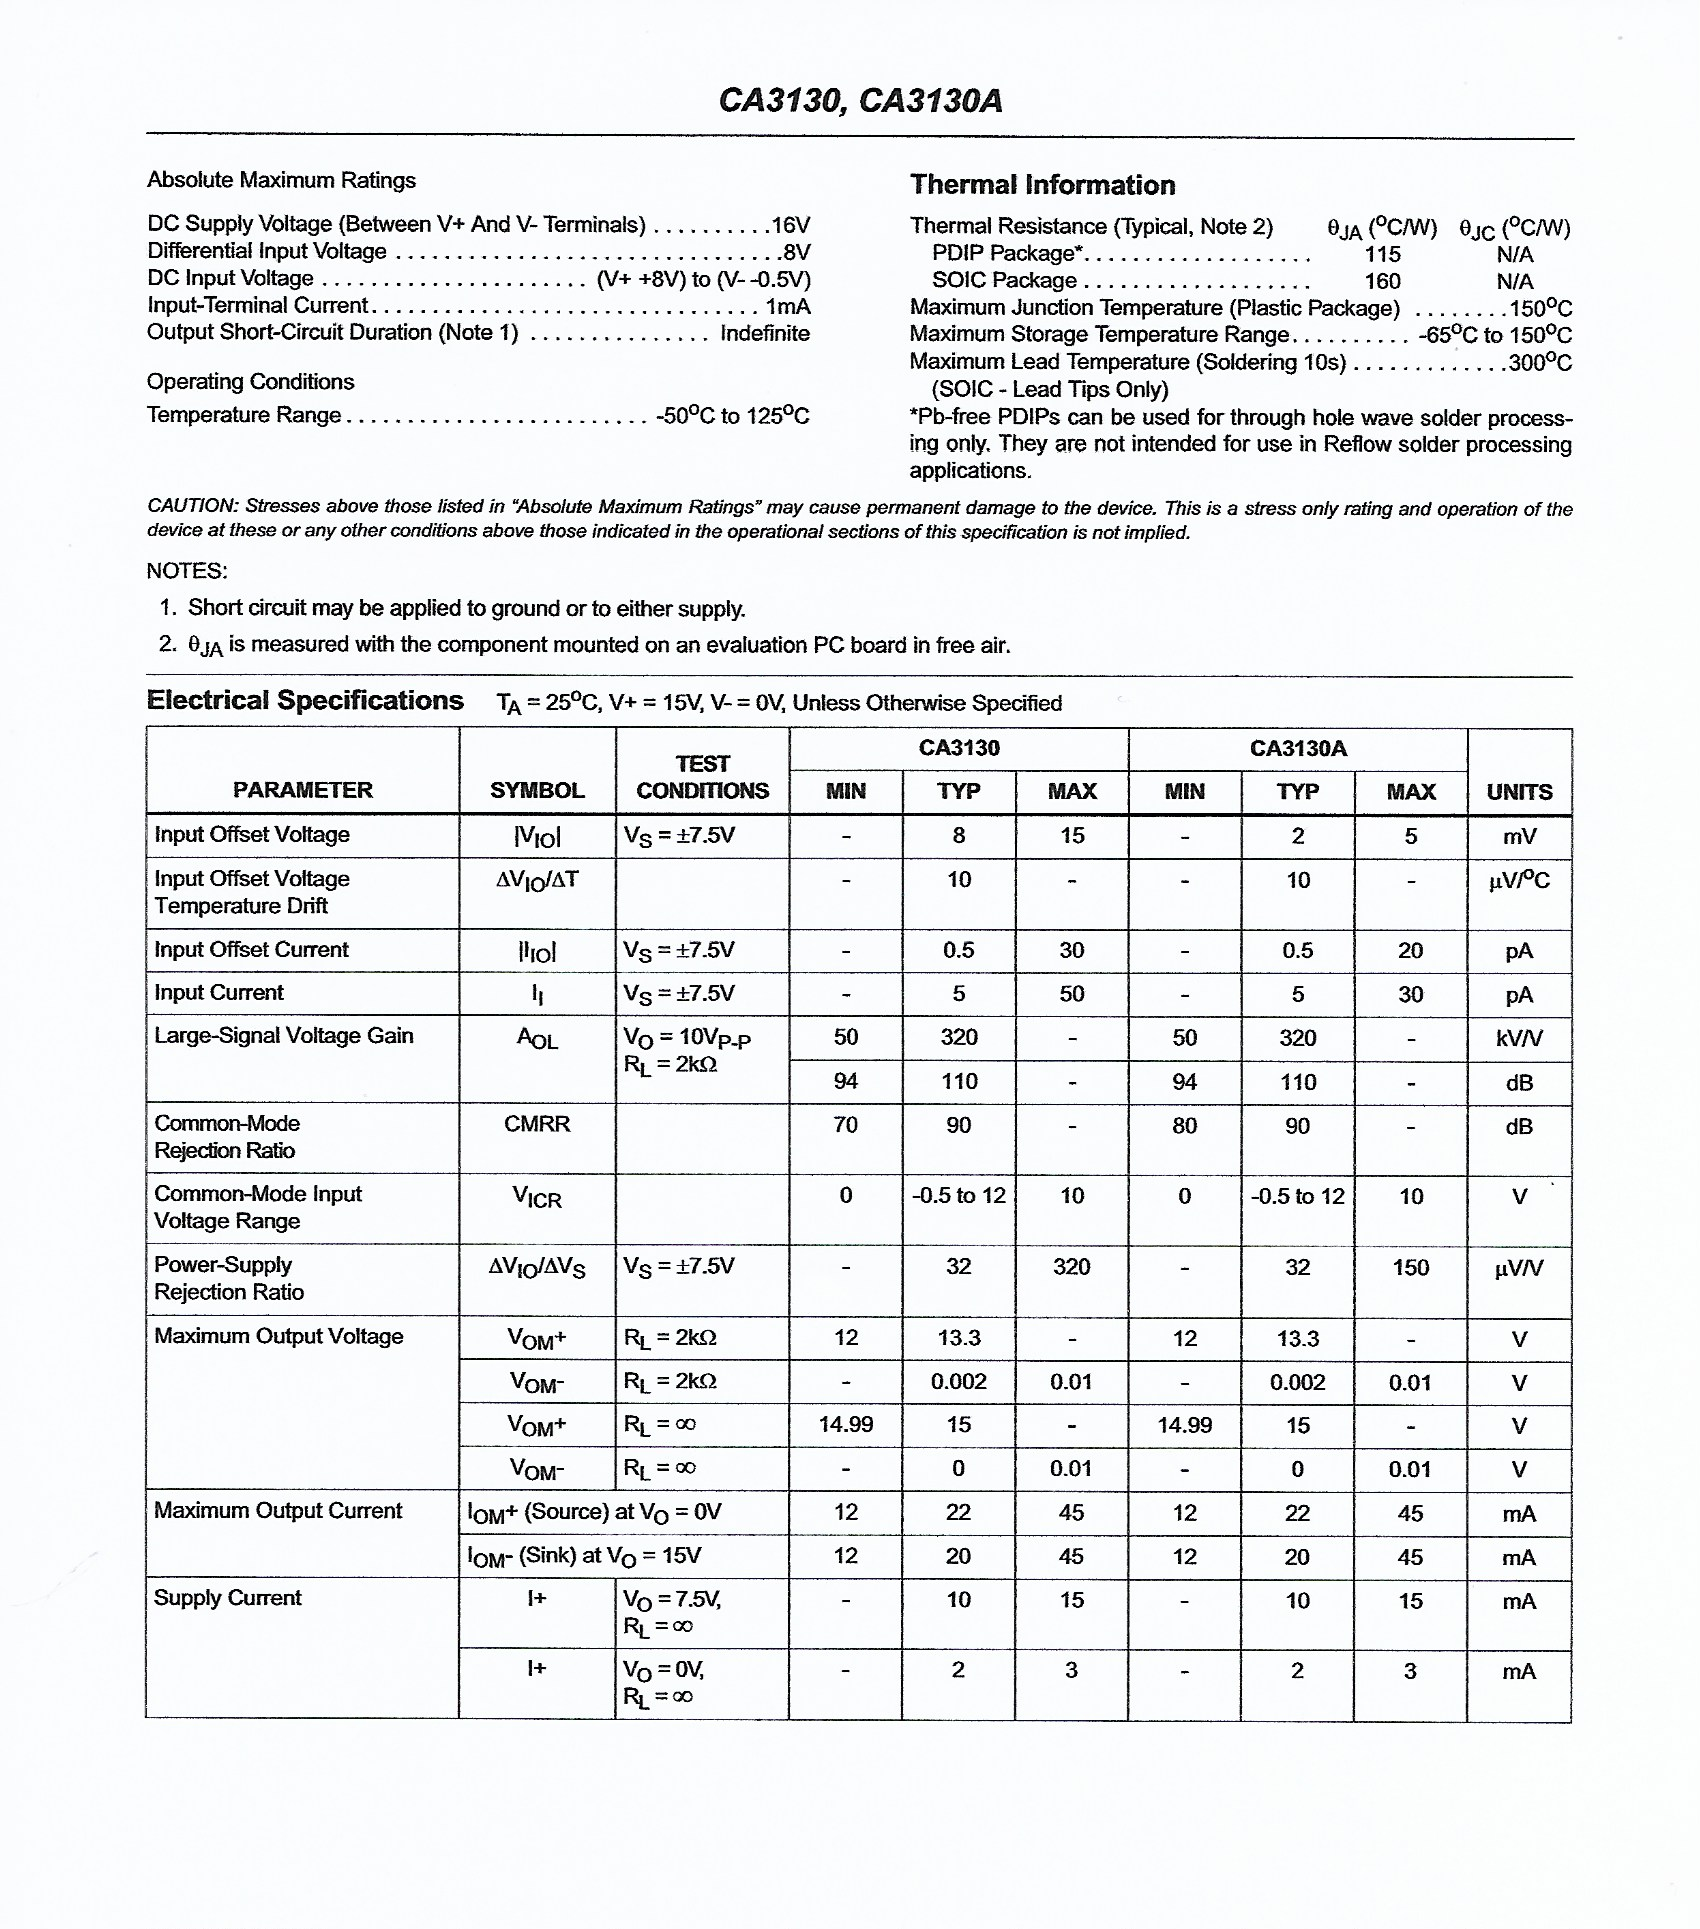 CA3130, CA3130A
Absolute Maximum Ratings
DC Supply Voltage (Between V+ And V- Terminals) . . . . . . . . . .16V
Differential Input Voltage . . . . . . . . . . . . . . . . . . . . . . . . . . . . . . . .8V
DC Input Voltage . . . . . . . . . . . . . . . . . . . . . . (V+ +8V) to (V- -0.5V)
Input-Terminal Current. . . . . . . . . . . . . . . . . . . . . . . . . . . . . . . . 1mA
Output Short-Circuit Duration (Note 1) . . . . . . . . . . . . . . . Indefinite
Operating Conditions
Temperature Range . . . . . . . . . . . . . . . . . . . . . . . . . -50°C to 125°C
Thermal Information
Thermal Resistance (Typical, Note 2) θJA (°C/W) θJC (°C/W)
PDIP Package*. . . . . . . . . . . . . . . . . . . 115 N/A
SOIC Package . . . . . . . . . . . . . . . . . . . 160 N/A
Maximum Junction Temperature (Plastic Package) . . . . . . . .150°C
Maximum Storage Temperature Range. . . . . . . . . . -65°C to 150°C
Maximum Lead Temperature (Soldering 10s) . . . . . . . . . . . . .300°C
(SOIC - Lead Tips Only)
*Pb-free PDIPs can be used for through hole wave solder process-
ing only. They are not intended for use in Reflow solder processing
applications.
CAUTION: Stresses above those listed in “Absolute Maximum Ratings” may cause permanent damage to the device. This is a stress only rating and operation of the
device at these or any other conditions above those indicated in the operational sections of this specification is not implied.
NOTES:
1. Short circuit may be applied to ground or to either supply.
2. θJA is measured with the component mounted on an evaluation PC board in free air.
Electrical Specifications TA = 25°C, V+ = 15V, V- = 0V, Unless Otherwise Specified
CA3130 CA3130A
TEST
PARAMETER SYMBOL CONDITIONS MIN TYP MAX MIN TYP MAX UNITS
Input Offset Voltage |VIO| VS = ±7.5V - 8 15 - 2 5 mV
Input Offset Voltage ΔVIO/ΔT - 10 - - 10 - μV/°C
Temperature Drift
Input Offset Current |IIO| VS = ±7.5V - 0.5 30 - 0.5 20 pA
Input Current II VS = ±7.5V - 5 50 - 5 30 pA
Large-Signal Voltage Gain AOL VO = 10VP-P 50 320 - 50 320 - kV/V
RL = 2kΩ
94 110 - 94 110 - dB
Common-Mode CMRR 70 90 - 80 90 - dB
Rejection Ratio
Common-Mode Input VICR 0 -0.5 to 12 10 0 -0.5 to 12 10 V
Voltage Range
Power-Supply ΔVIO/ΔVS VS = ±7.5V - 32 320 - 32 150 μV/V
Rejection Ratio
Maximum Output Voltage VOM+ RL = 2kΩ 12 13.3 - 12 13.3 - V
VOM- RL = 2kΩ - 0.002 0.01 - 0.002 0.01 V
VOM+ RL = ∞ 14.99 15 - 14.99 15 - V
VOM- RL = ∞ - 0 0.01 - 0 0.01 V
Maximum Output Current IOM+ (Source) at VO = 0V 12 22 45 12 22 45 mA
IOM- (Sink) at VO = 15V 12 20 45 12 20 45 mA
Supply Current I+ VO = 7.5V, - 10 15 - 10 15 mA
RL = ∞
I+ VO = 0V, - 2 3 - 2 3 mA
RL = ∞